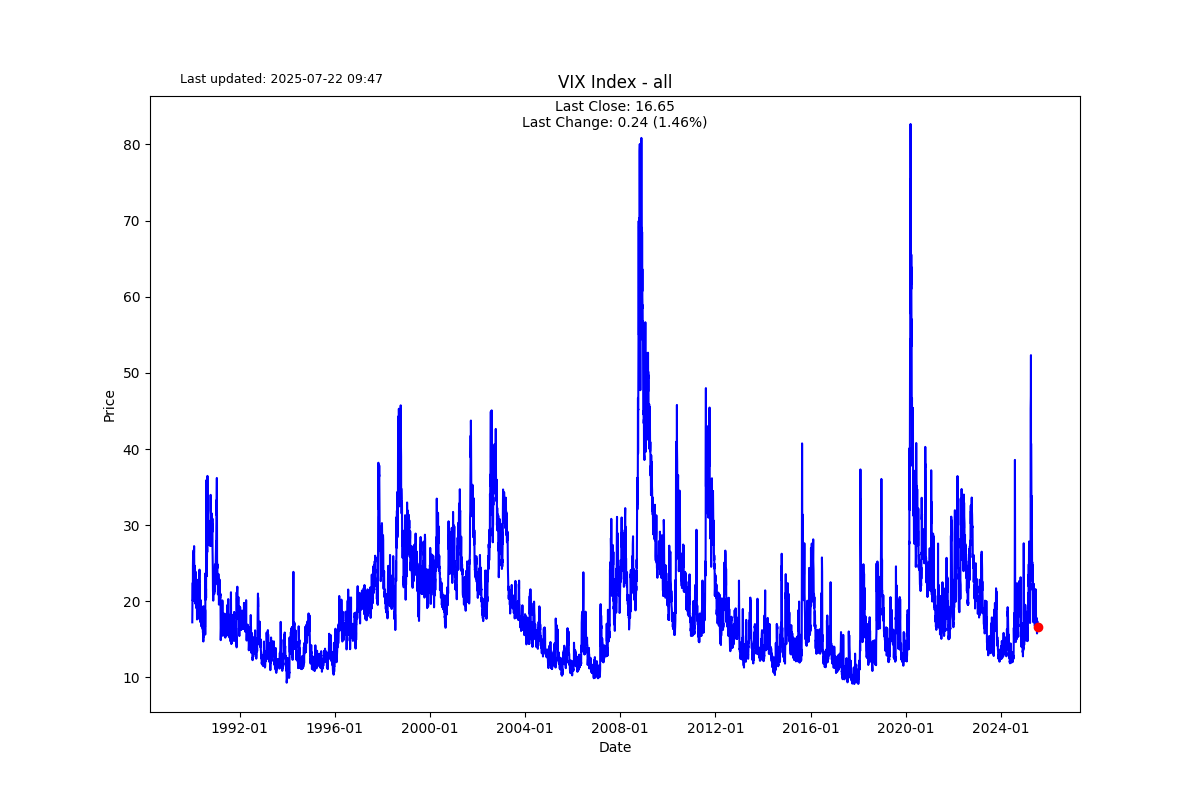 Last updated: 2025-07-22 09:47
VIX Index - all
Last Close: 16.65
Last Change: 0.24 (1.46%)
80
70
60
50
40
30
20
10
Price
1992-01 1996-01 2000-01 2004-01 2008-01 2012-01 2016-01 2020-01 2024-01
Date